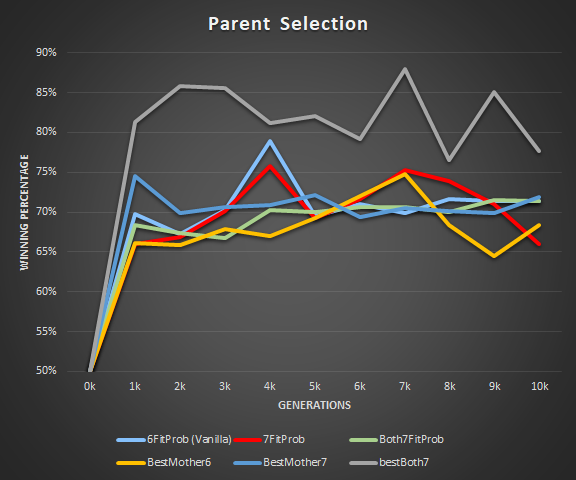 Parent Selection
90%
85%
80%
75%
70%
65%
60%
55%
50%
WINNING PERCENTAGE
0k 1k 2k 3k 4k 5k 6k 7k 8k 9k 10k
GENERATIONS
6FitProb (Vanilla) 7FitProb Both7FitProb
BestMother6 BestMother7 bestBoth7